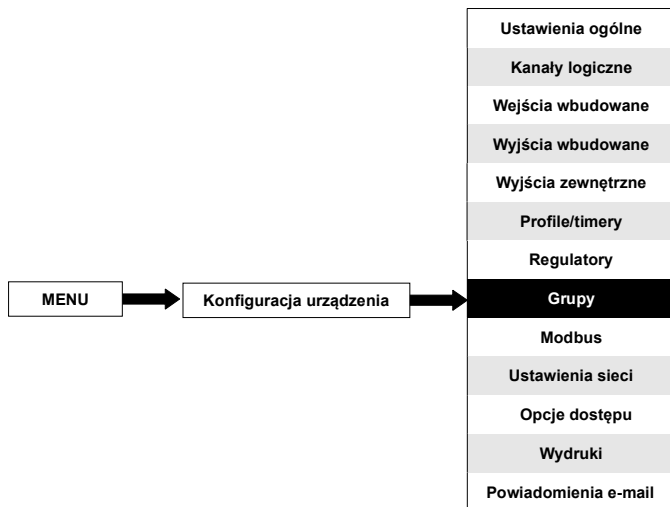 Ustawienia ogólne
Kanały logiczne
Wejścia wbudowane
Wyjścia wbudowane
Wyjścia zewnętrzne
Profile/timery
Regulatory
MENU
Konfiguracja urządzenia
Grupy
Modbus
Ustawienia sieci
Opcje dostępu
Wydruki
Powiadomienia e-mail